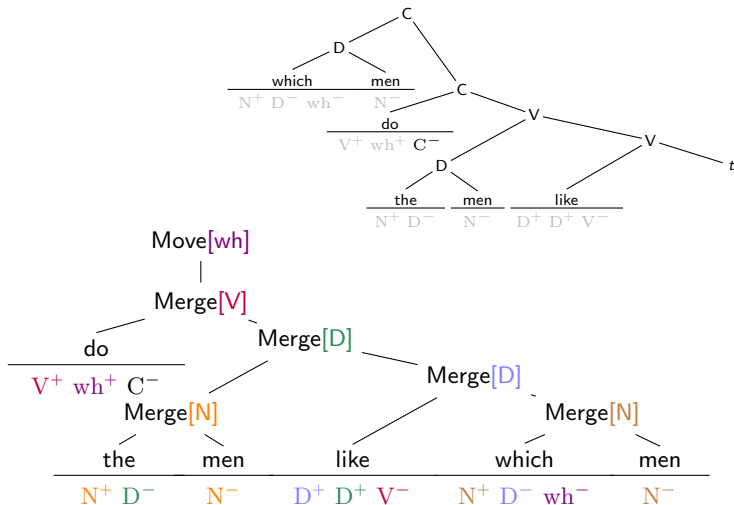 C
D
which men
N⁺ D⁻ wh⁻ N⁻
C
do
V⁺ wh⁺ C⁻
V
D
V
t
the men like
N⁺ D⁻ N⁻ D⁺ D⁺ V⁻
Move[wh]
Merge[V]
do
V⁺ wh⁺ C⁻
Merge[D]
Merge[D]
Merge[N] Merge[N]
the men like which men
N⁺ D⁻ N⁻ D⁺ D⁺ V⁻ N⁺ D⁻ wh⁻ N⁻